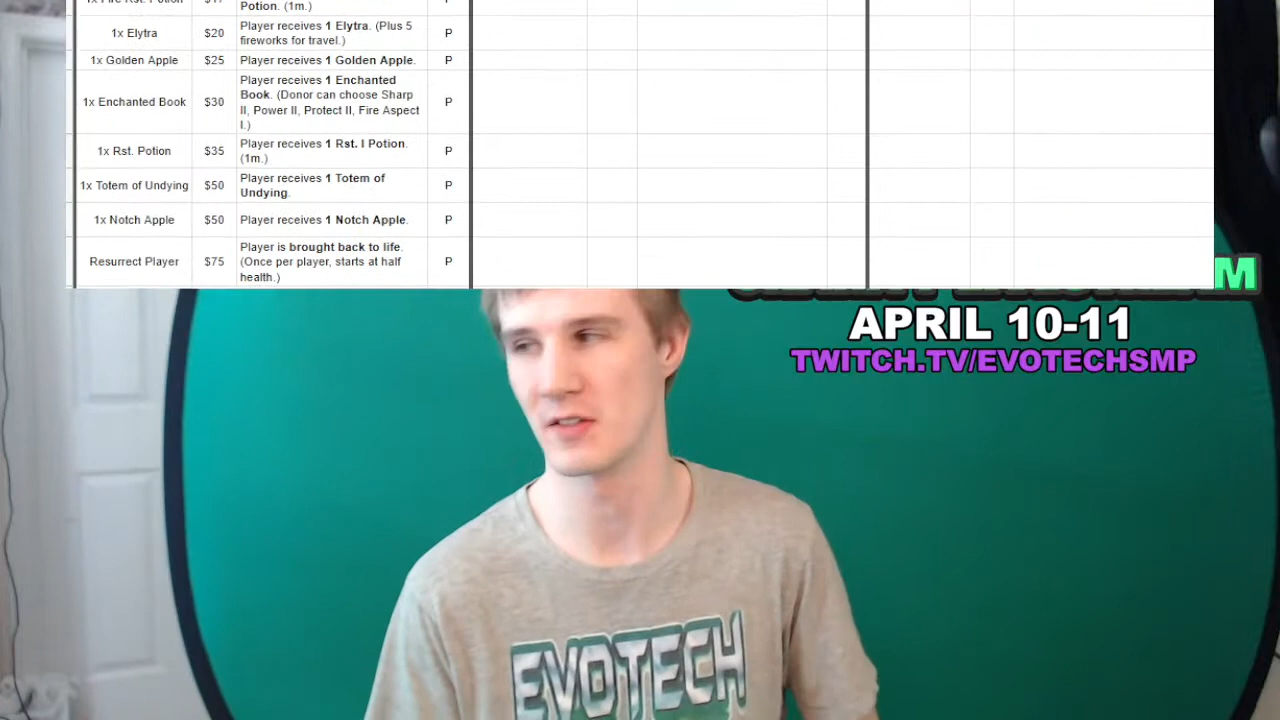 Potion. (1m.)
1x Elytra $20 Player receives 1 Elytra. (Plus 5 P
fireworks for travel.)
1x Golden Apple $25 Player receives 1 Golden Apple. P
Player receives 1 Enchanted
1x Enchanted Book $30 Book. (Donor can choose Sharp P
II, Power II, Protect II, Fire Aspect
I.)
1x Rst. Potion $35 Player receives 1 Rst. I Potion. P
(1m.)
1x Totem of Undying $50 Player receives 1 Totem of P
Undying.
1x Notch Apple $50 Player receives 1 Notch Apple. P
Player is brought back to life.
Resurrect Player $75 (Once per player, starts at half P
health.)
M
APRIL 10-11
TWITCH.TV/EVOTECHSMP
EVOTECH